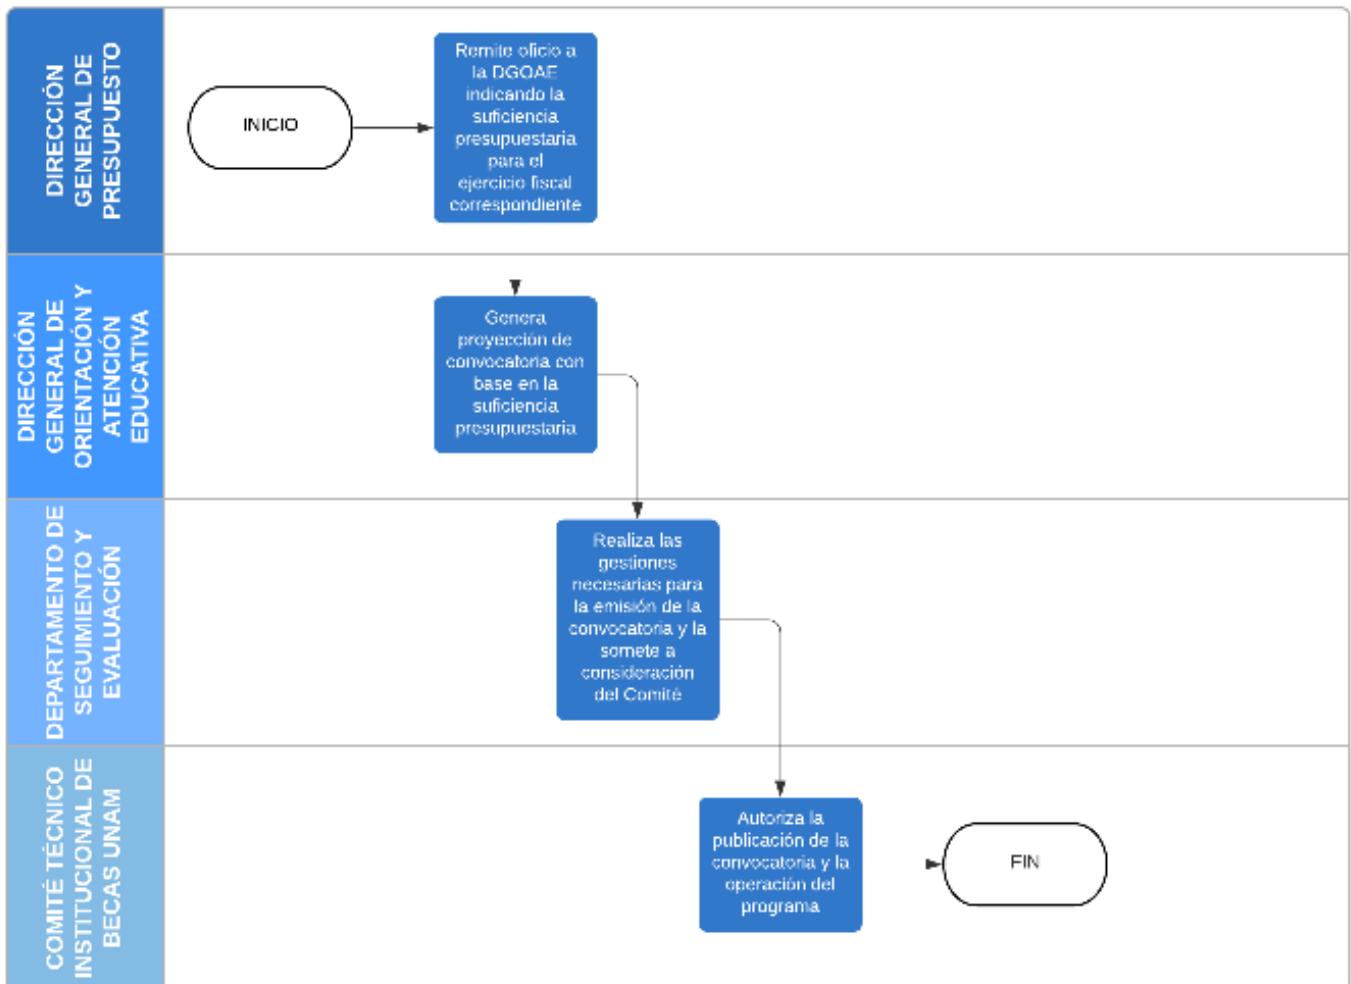 DIRECCIÓN
GENERAL DE
PRESUPUESTO
INICIO
Remite oficio a
la DGOAE
indicando la
suficiencia
presupuestaria
para el
ejercicio fiscal
correspondiente
DIRECCIÓN
GENERAL DE
ORIENTACIÓN Y
ATENCIÓN
EDUCATIVA
Genera
proyección de
convocatoria con
base en la
suficiencia
presupuestaria
DEPARTAMENTO DE
SEGUIMIENTO Y
EVALUACIÓN
Realiza las
gestiones
necesarias para
la emisión de la
convocatoria y la
somete a
consideración
del Comité
COMITÉ TÉCNICO
INSTITUCIONAL DE
BECAS UNAM
Autoriza la
publicación de la
convocatoria y la
operación del
programa
FIN